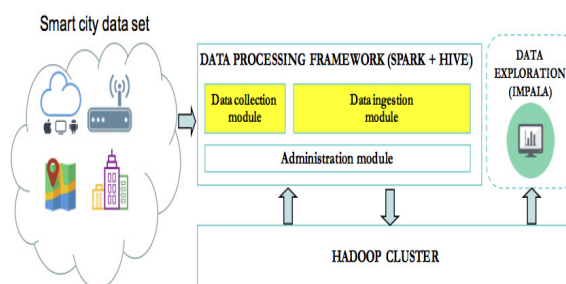 Smart city data set
DATA PROCESSING FRAMEWORK (SPARK + HIVE)
Data collection
module
Data ingestion
module
Administration module
DATA
EXPLORATION
(IMPALA)
HADOOP CLUSTER